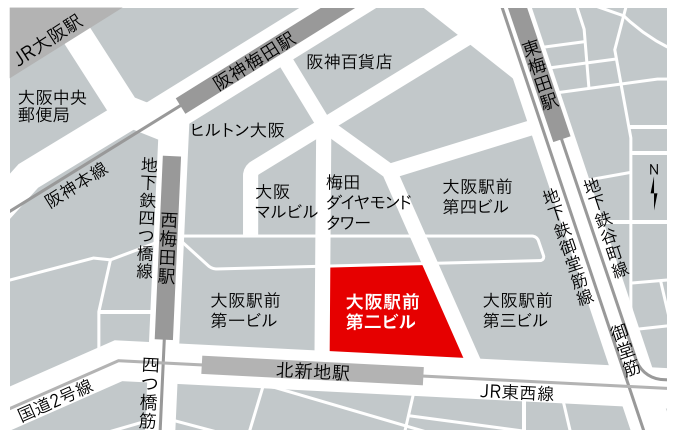 JR大阪駅
阪神梅田駅
阪神百貨店
東梅田駅
大阪中央
郵便局
ヒルトン大阪
阪神本線
地下鉄四つ橋線
西梅田駅
大阪
マルビル
梅田
ダイヤモンド
タワー
大阪駅前
第四ビル
N
地下鉄御堂筋線
地下鉄谷町線
大阪駅前
第一ビル
大阪駅前
第二ビル
大阪駅前
第三ビル
御堂筋
北新地駅
JR東西線
国道2号線
四つ橋筋